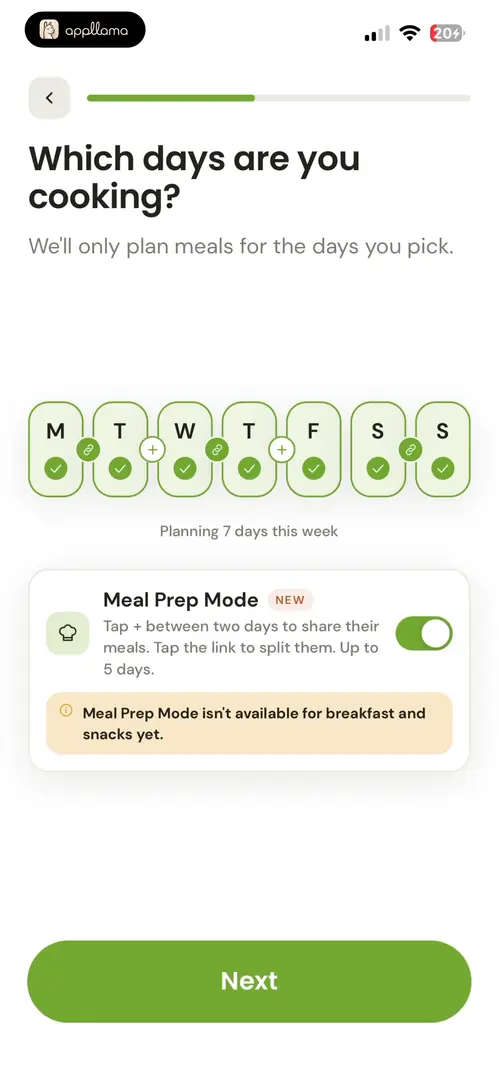 appllama
20
Which days are you
cooking?
We'll only plan meals for the days you pick.
M T W T F S S
Planning 7 days this week
Meal Prep Mode NEW
Tap + between two days to share their
meals. Tap the link to split them. Up to
5 days.
Meal Prep Mode isn't available for breakfast and
snacks yet.
Next